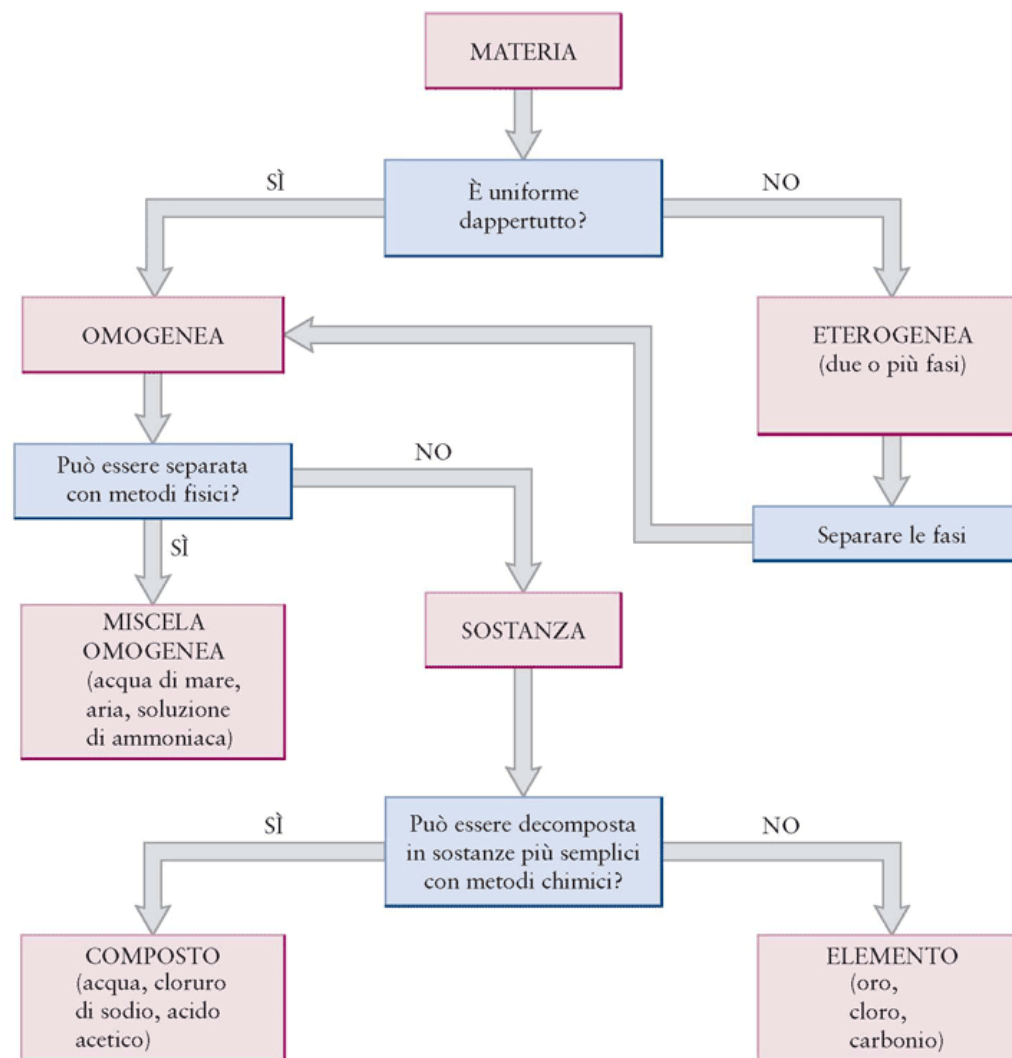 MATERIA
SÌ
È uniforme
dappertutto?
NO
OMOGENEA
ETEROGENEA
(due o più fasi)
Può essere separata
con metodi fisici?
NO
Separare le fasi
SÌ
MISCELA
OMOGENEA
(acqua di mare,
aria, soluzione
di ammoniaca)
SOSTANZA
SÌ
Può essere decomposta
in sostanze più semplici
con metodi chimici?
NO
COMPOSTO
(acqua, cloruro
di sodio, acido
acetico)
ELEMENTO
(oro,
cloro,
carbonio)